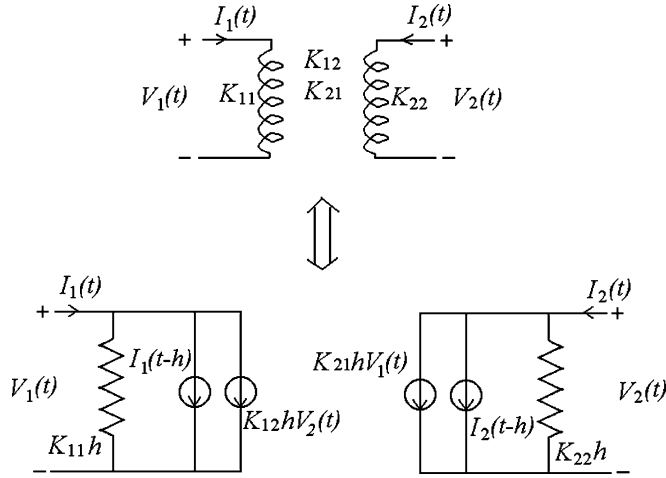 I1(t) I2(t)
+ +
K12
V1(t) K11 K21 K22 V2(t)
− −
I1(t) I2(t)
+ +
I1(t-h) K21hV1(t)
V1(t) V2(t)
K12hV2(t) I2(t-h)
K11h K22h
− −